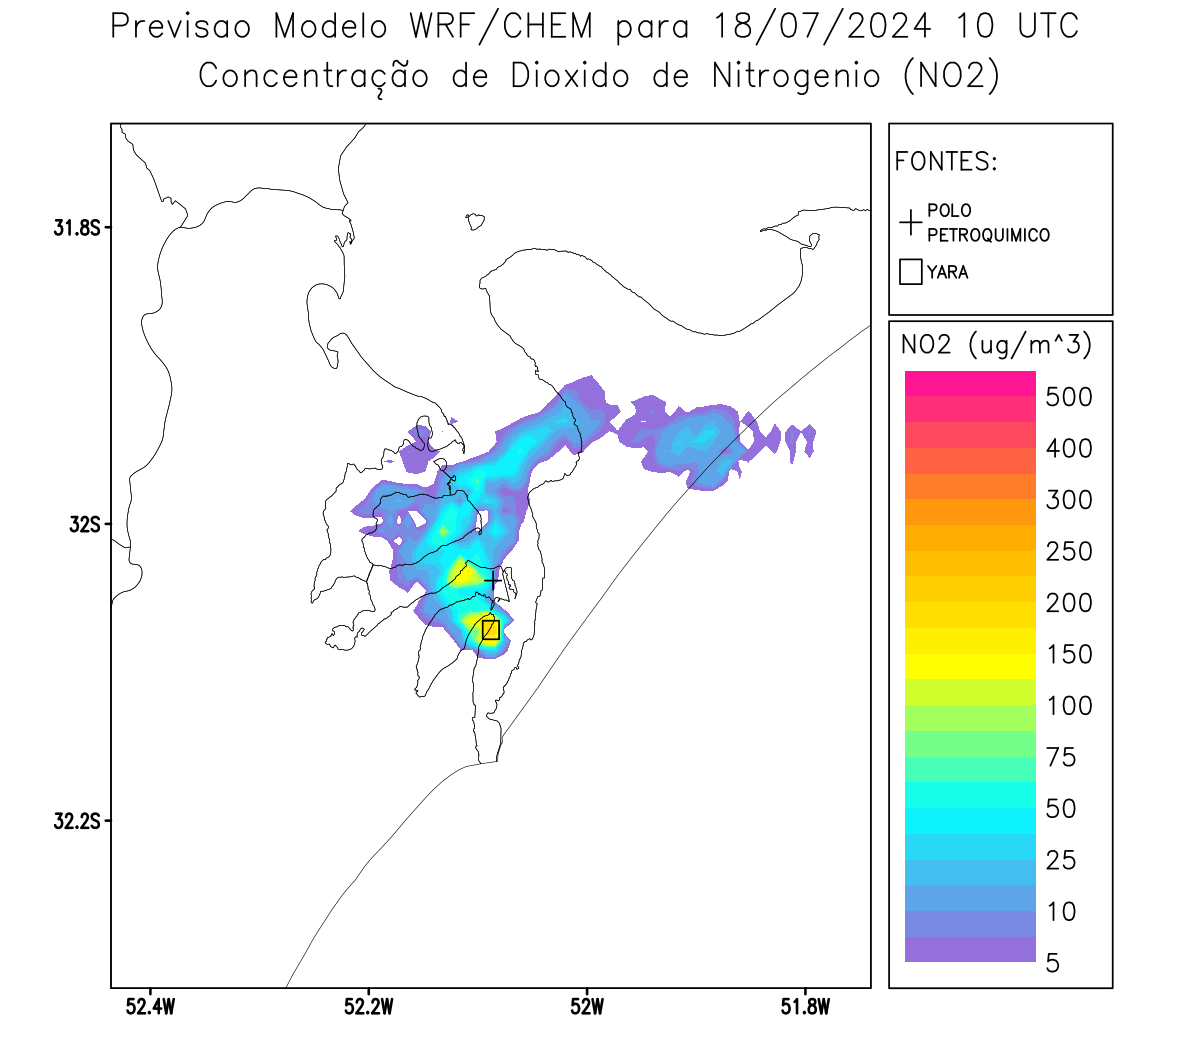 Previsao Modelo WRF/CHEM para 18/07/2024 10 UTC
Concentração de Dioxido de Nitrogenio (NO2)
FONTES:
POLO
PETROQUIMICO
YARA
NO2 (ug/m^3)
500
400
300
250
200
150
100
75
50
25
10
5
31.8S
32S
32.2S
52.4W
52.2W
52W
51.8W